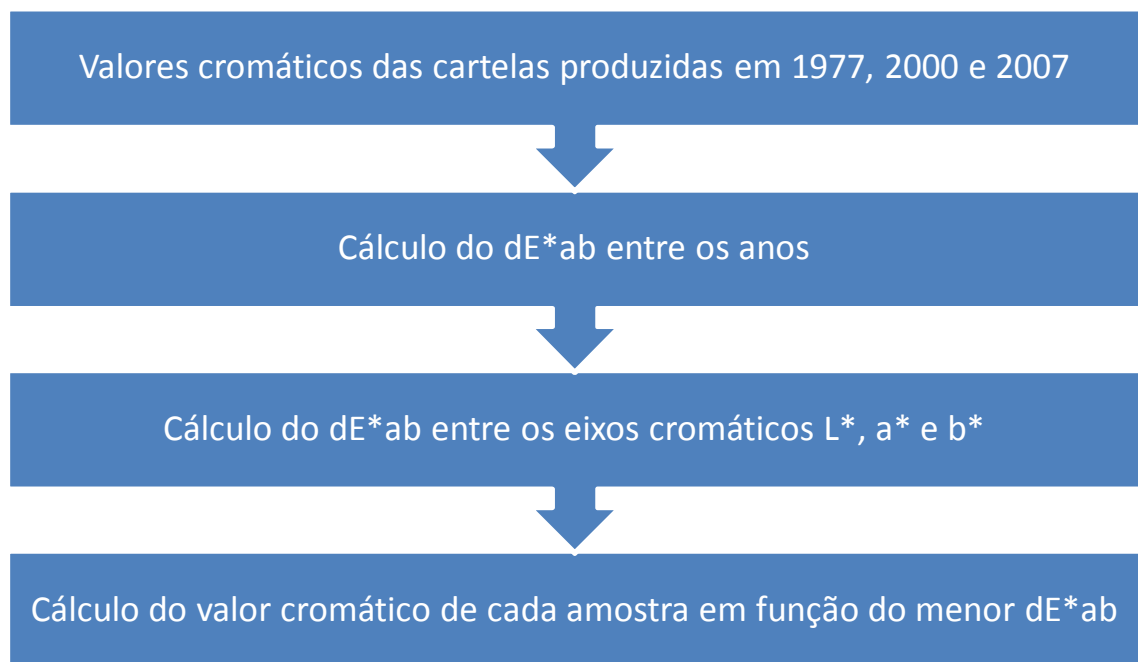 Valores cromáticos das cartelas produzidas em 1977, 2000 e 2007
Cálculo do dE*ab entre os anos
Cálculo do dE*ab entre os eixos cromáticos L*, a* e b*
Cálculo do valor cromático de cada amostra em função do menor dE*ab